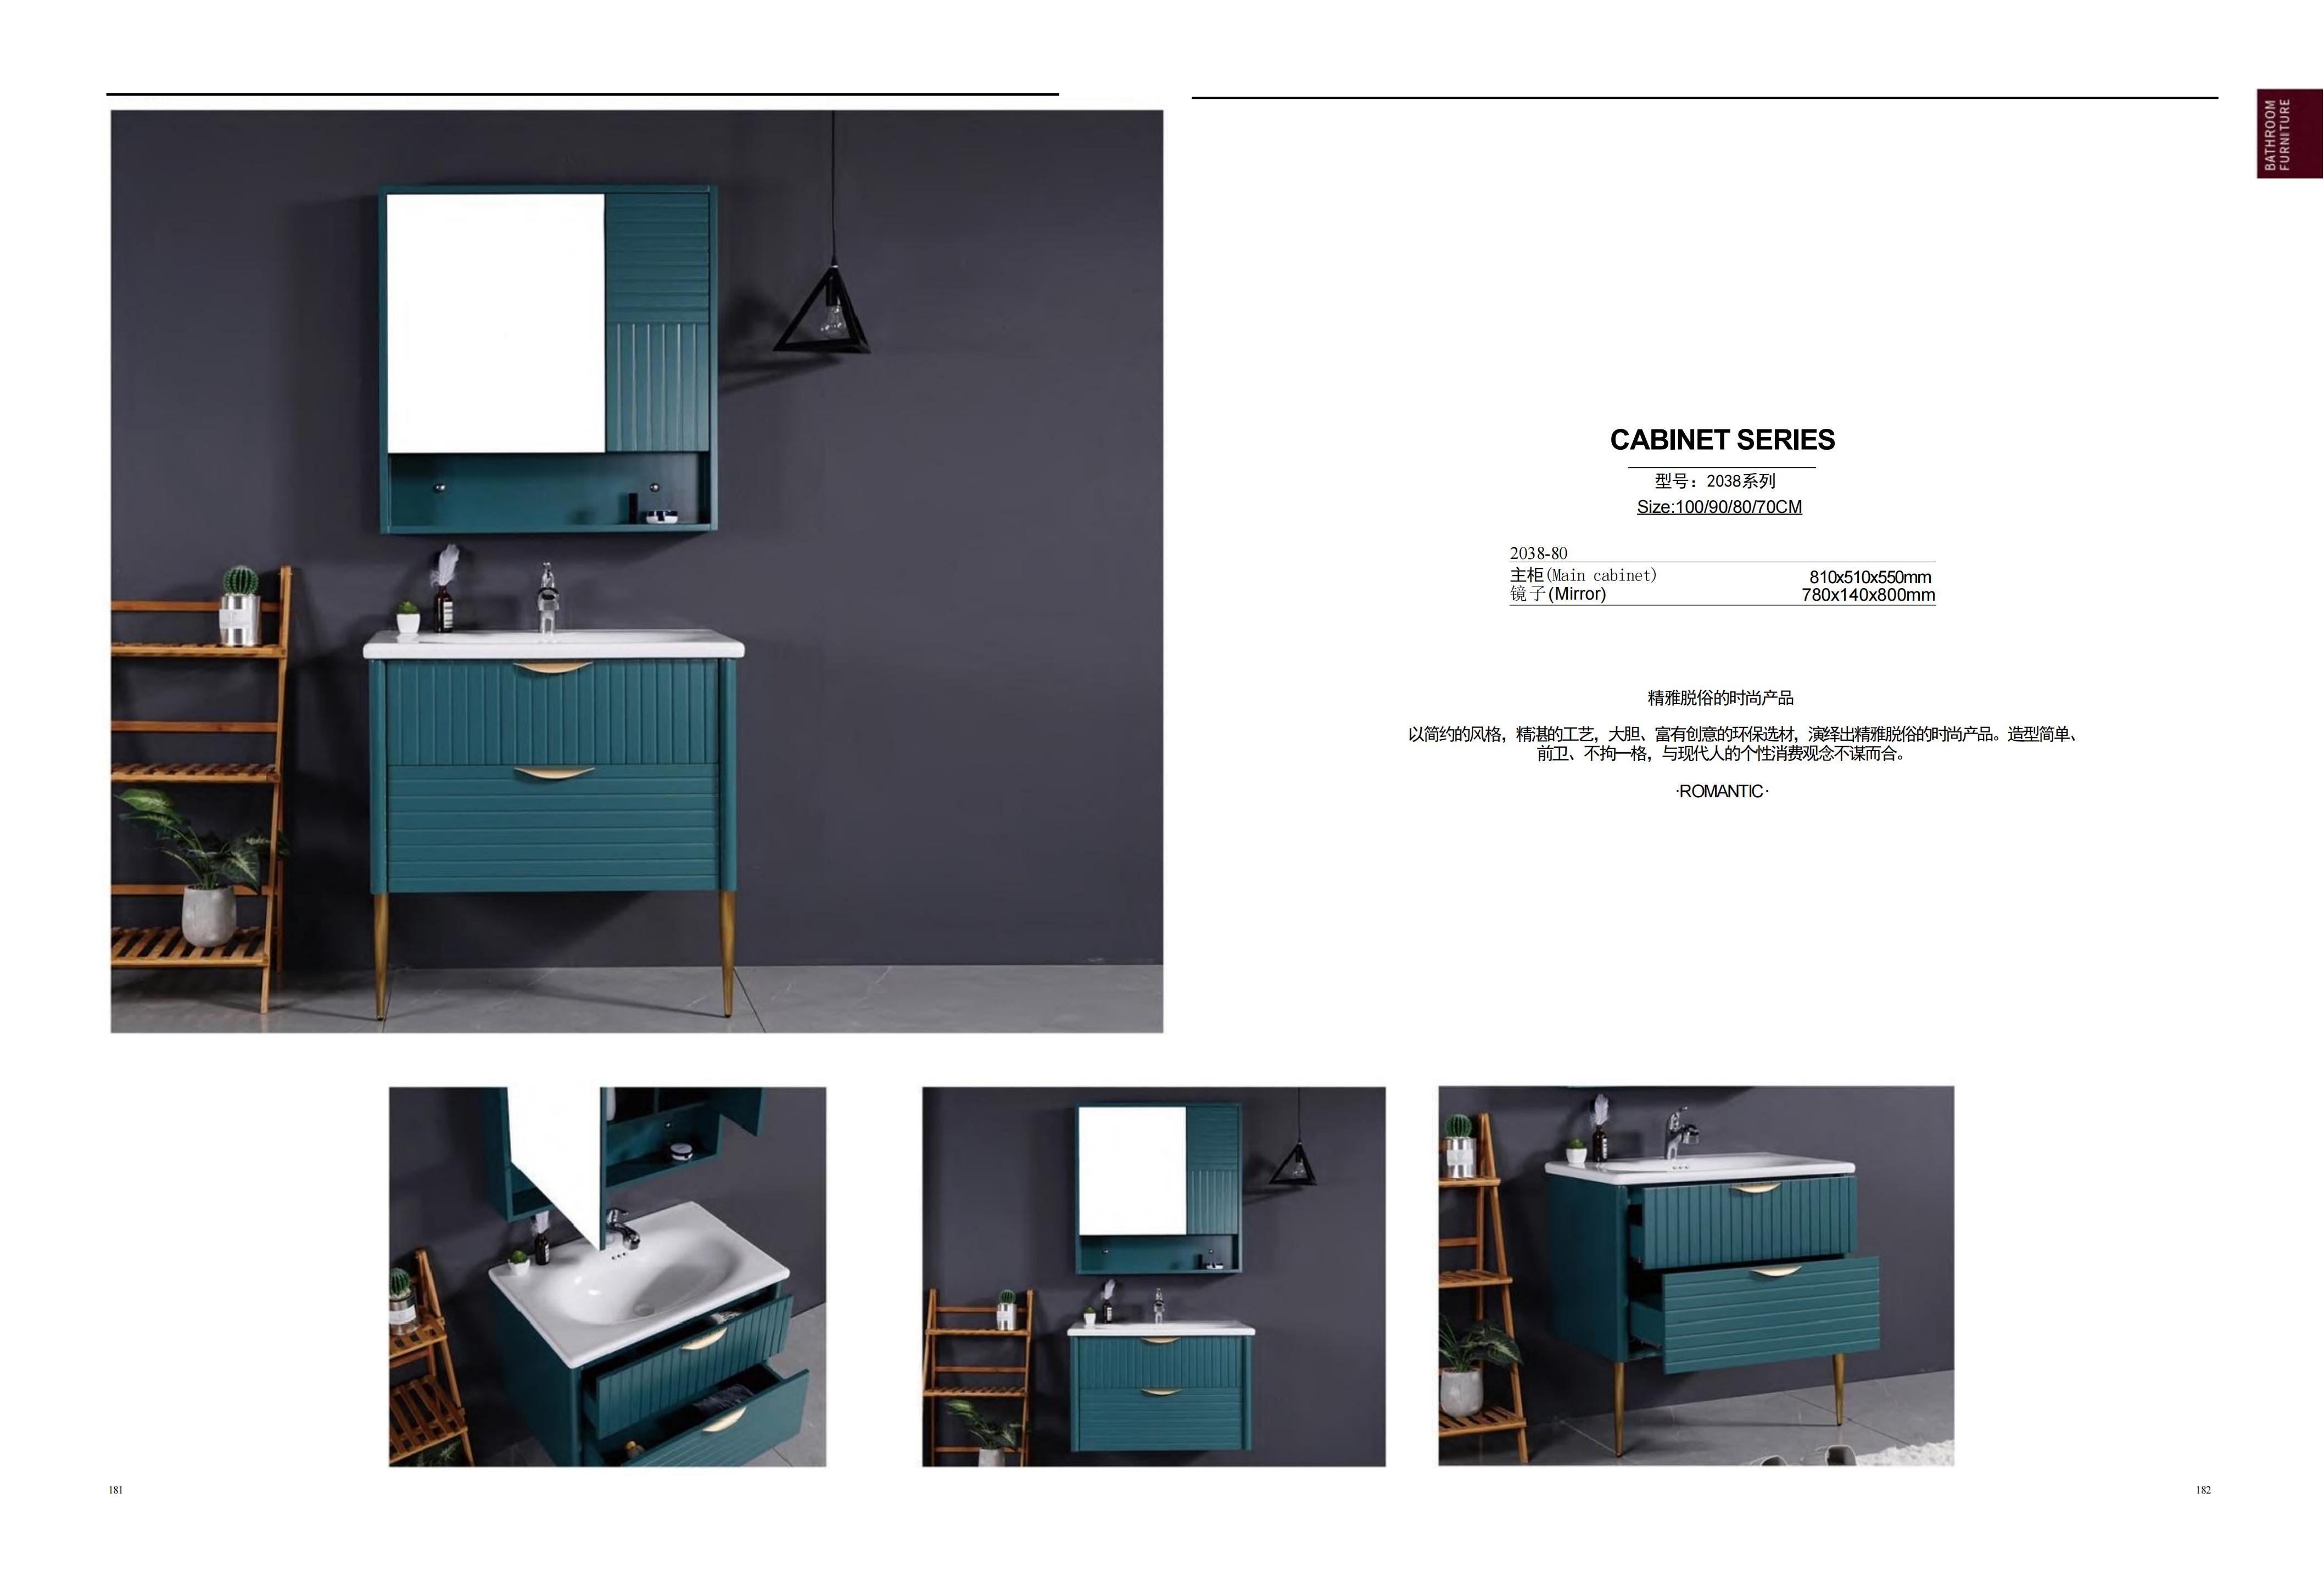 BATHROOM
FURNITURE
CABINET SERIES
型号：2038系列
Size:100/90/80/70CM
2038-80
主柜(Main cabinet) 810x510x550mm
镜子(Mirror) 780x140x800mm
精雅脱俗的时尚产品
以简约的风格，精湛的工艺，大胆、富有创意的环保选材，演绎出精雅脱俗的时尚产品。造型简单、
前卫、不拘一格，与现代人的个性消费观念不谋而合。
·ROMANTIC·
181
182